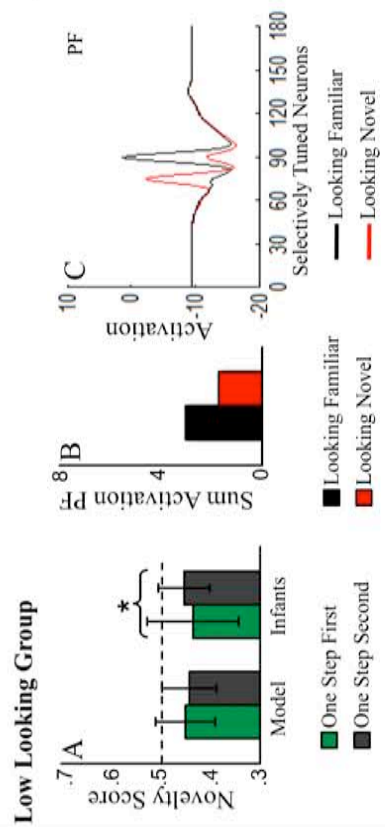 Low Looking Group
A
Novelty Score
.7
.6
.5
.4
.3
*
Model
Infants
One Step First
One Step Second
B
Sum Activation PF
8
4
0
Looking Familiar
Looking Novel
C
PF
Activation
10
0
-10
-20
0 30 60 90 120 150 180
Selectively Tuned Neurons
Looking Familiar
Looking Novel